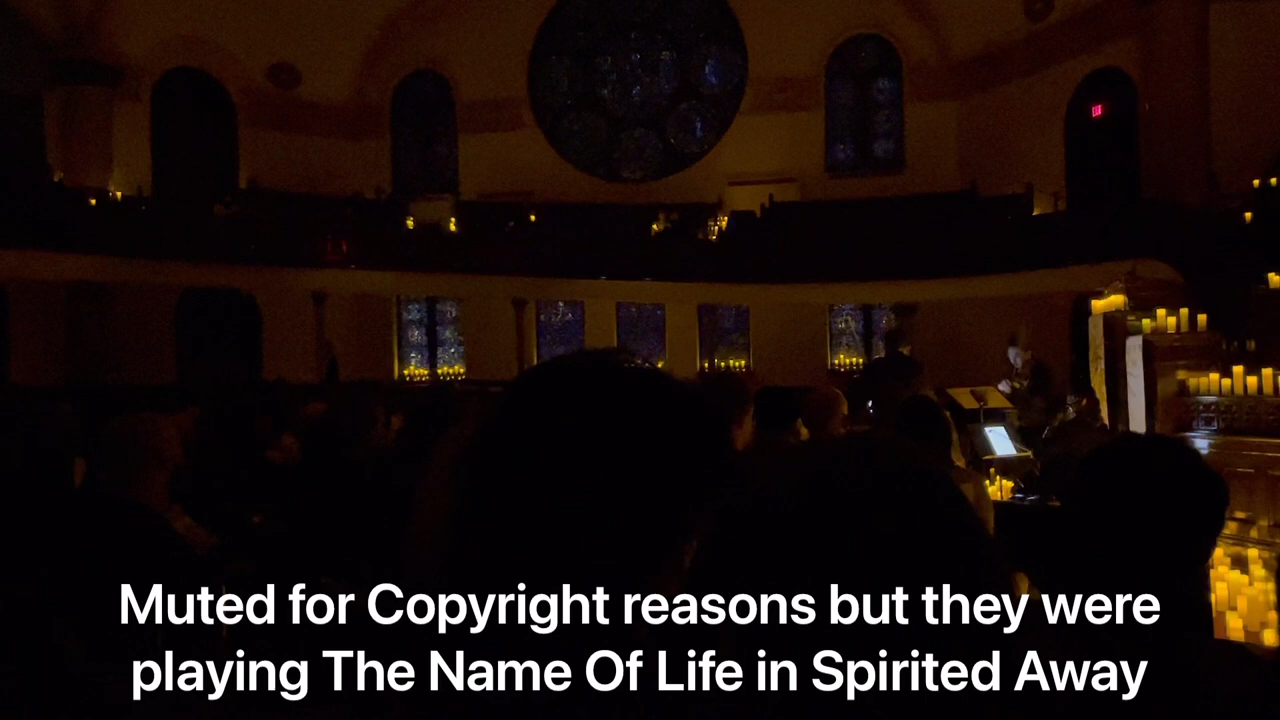 Muted for Copyright reasons but they were
playing The Name Of Life in Spirited Away